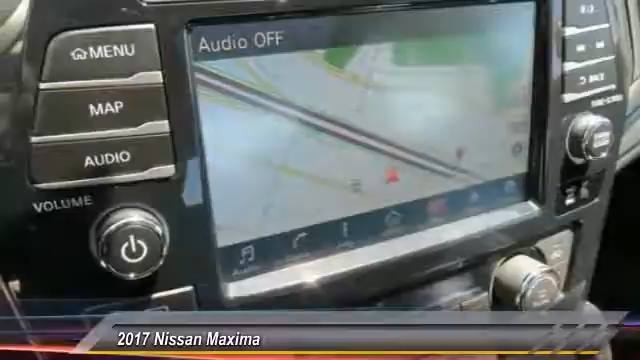 MENU
Audio OFF
MAP
AUDIO
VOLUME
BACK
2017 Nissan Maxima